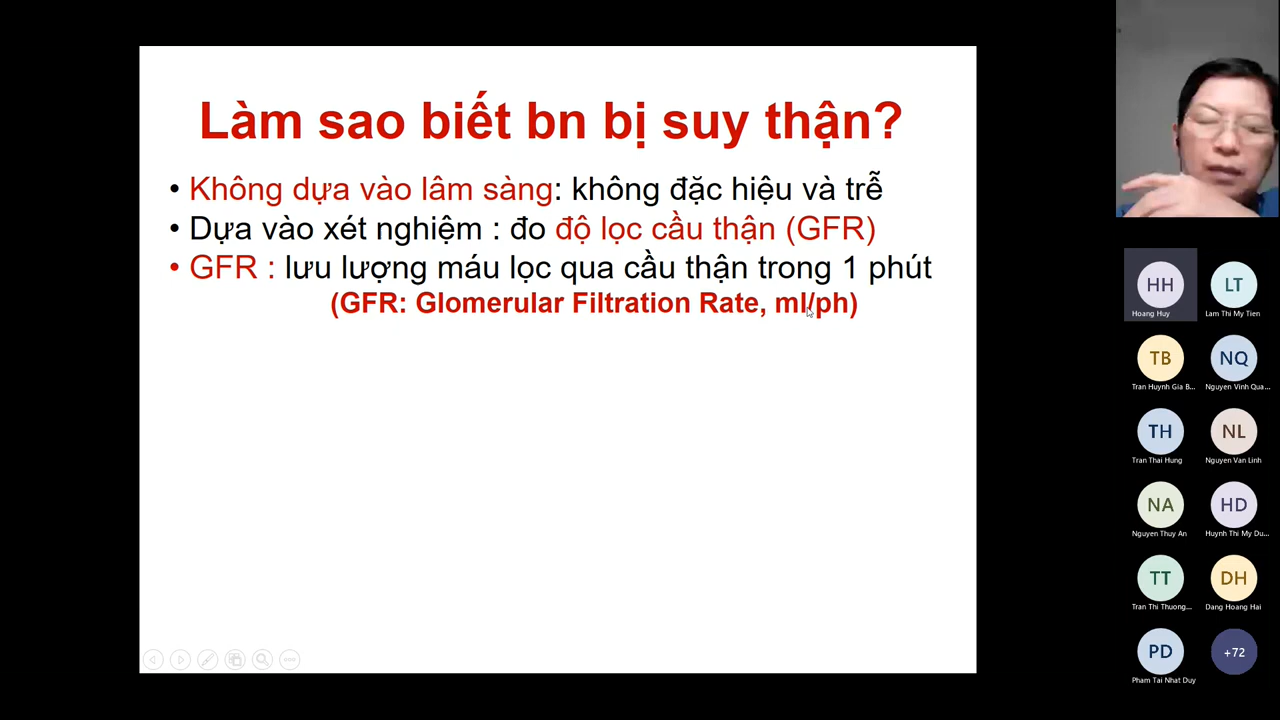 Làm sao biết bn bị suy thận?
• Không dựa vào lâm sàng: không đặc hiệu và trễ
• Dựa vào xét nghiệm : đo độ lọc cầu thận (GFR)
• GFR : lưu lượng máu lọc qua cầu thận trong 1 phút
(GFR: Glomerular Filtration Rate, ml/ph)
HH
Hoang Huy
LT
Lam Thi My Tien
TB
Tran Huynh Gia B...
NQ
Nguyen Vinh Qua...
TH
Tran Thai Hung
NL
Nguyen Van Linh
NA
Nguyen Thuy An
HD
Huynh Thi My Du...
TT
Tran Thi Thuong...
DH
Dang Hoang Hai
PD
Pham Tai Nhat Duy
+72